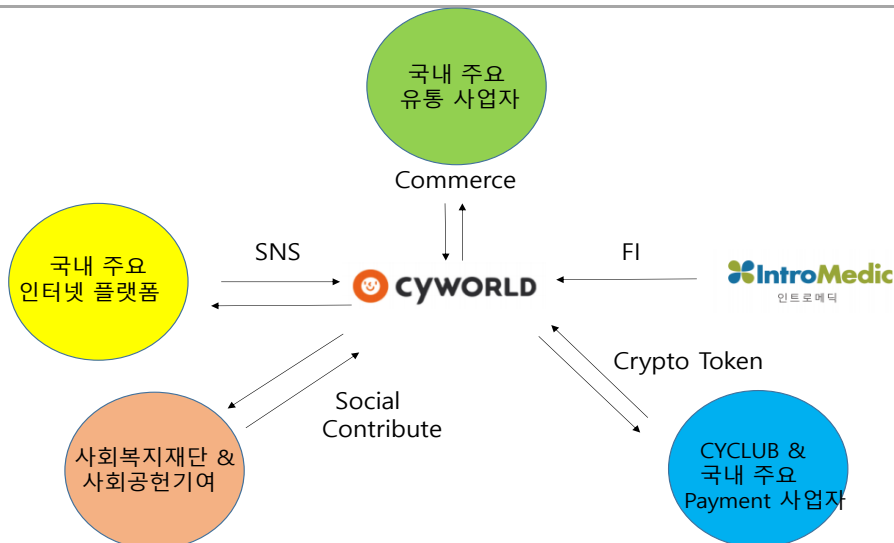 국내 주요
유통 사업자
Commerce
국내 주요
인터넷 플랫폼
SNS
CYWORLD
FI
IntroMedic
인트로메딕
Crypto Token
Social
Contribute
사회복지재단 &
사회공헌기여
CYCLUB &
국내 주요
Payment 사업자